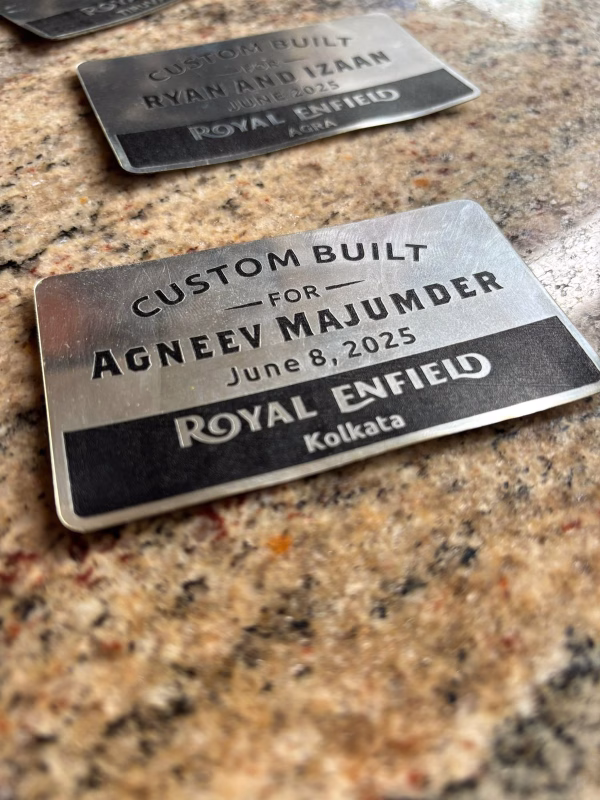 ROYAL
CUSTOM BUILT
FOR
RYAN AND IZAAN
JUNE 2025
ROYAL ENFIELD
AGRA
CUSTOM BUILT
FOR
AGNEEV MAJUMDER
June 8, 2025
ROYAL ENFIELD
Kolkata